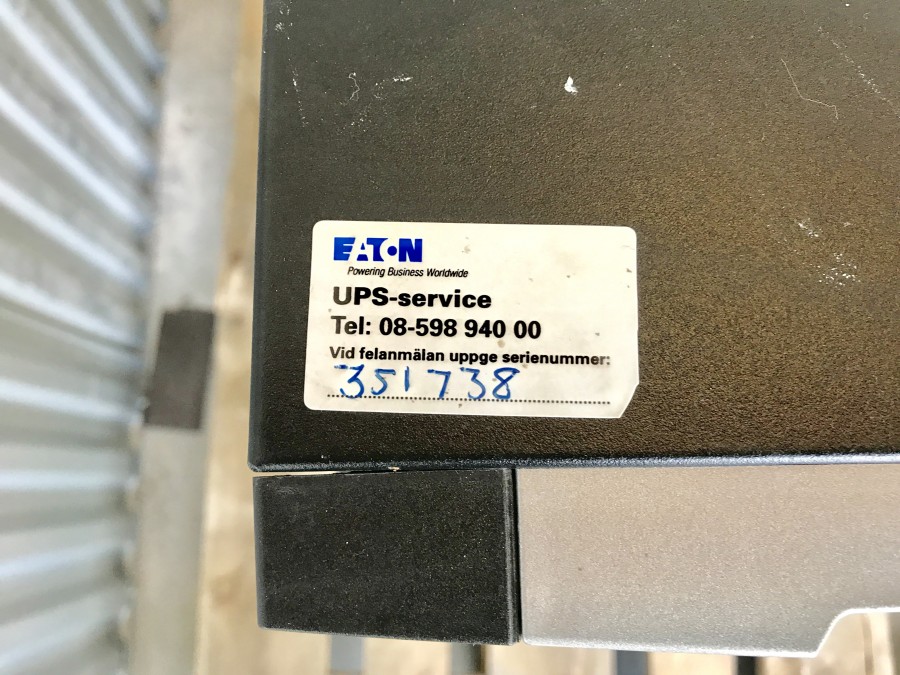 EATON
Powering Business Worldwide
UPS-service
Tel: 08-598 940 00
Vid felanmälan uppge serienummer:
351738